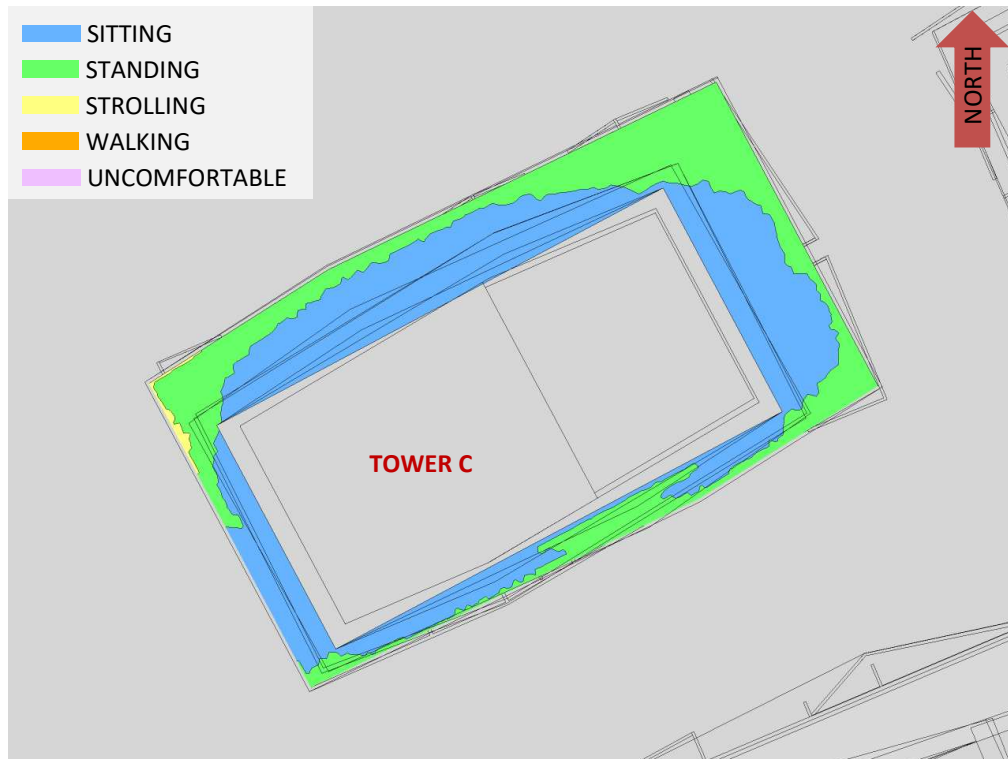 SITTING
STANDING
STROLLING
WALKING
UNCOMFORTABLE
NORTH
TOWER C